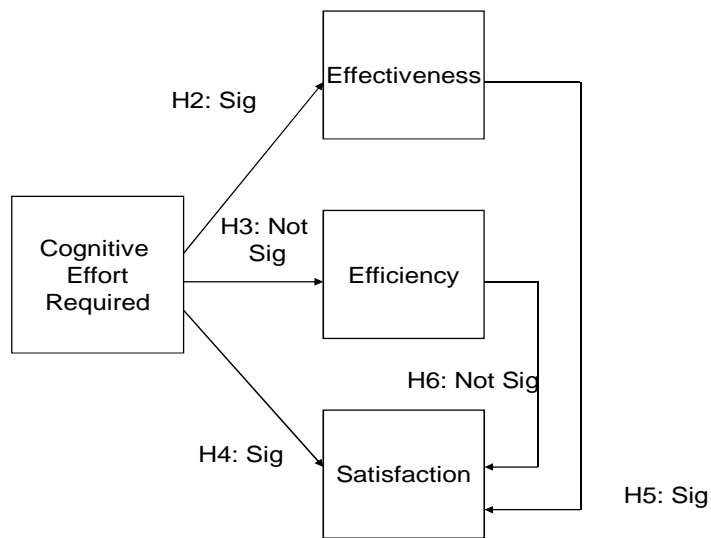 Effectiveness
H2: Sig
H3: Not
Sig
Cognitive
Effort
Required
Efficiency
H6: Not Sig
H4: Sig
Satisfaction
H5: Sig